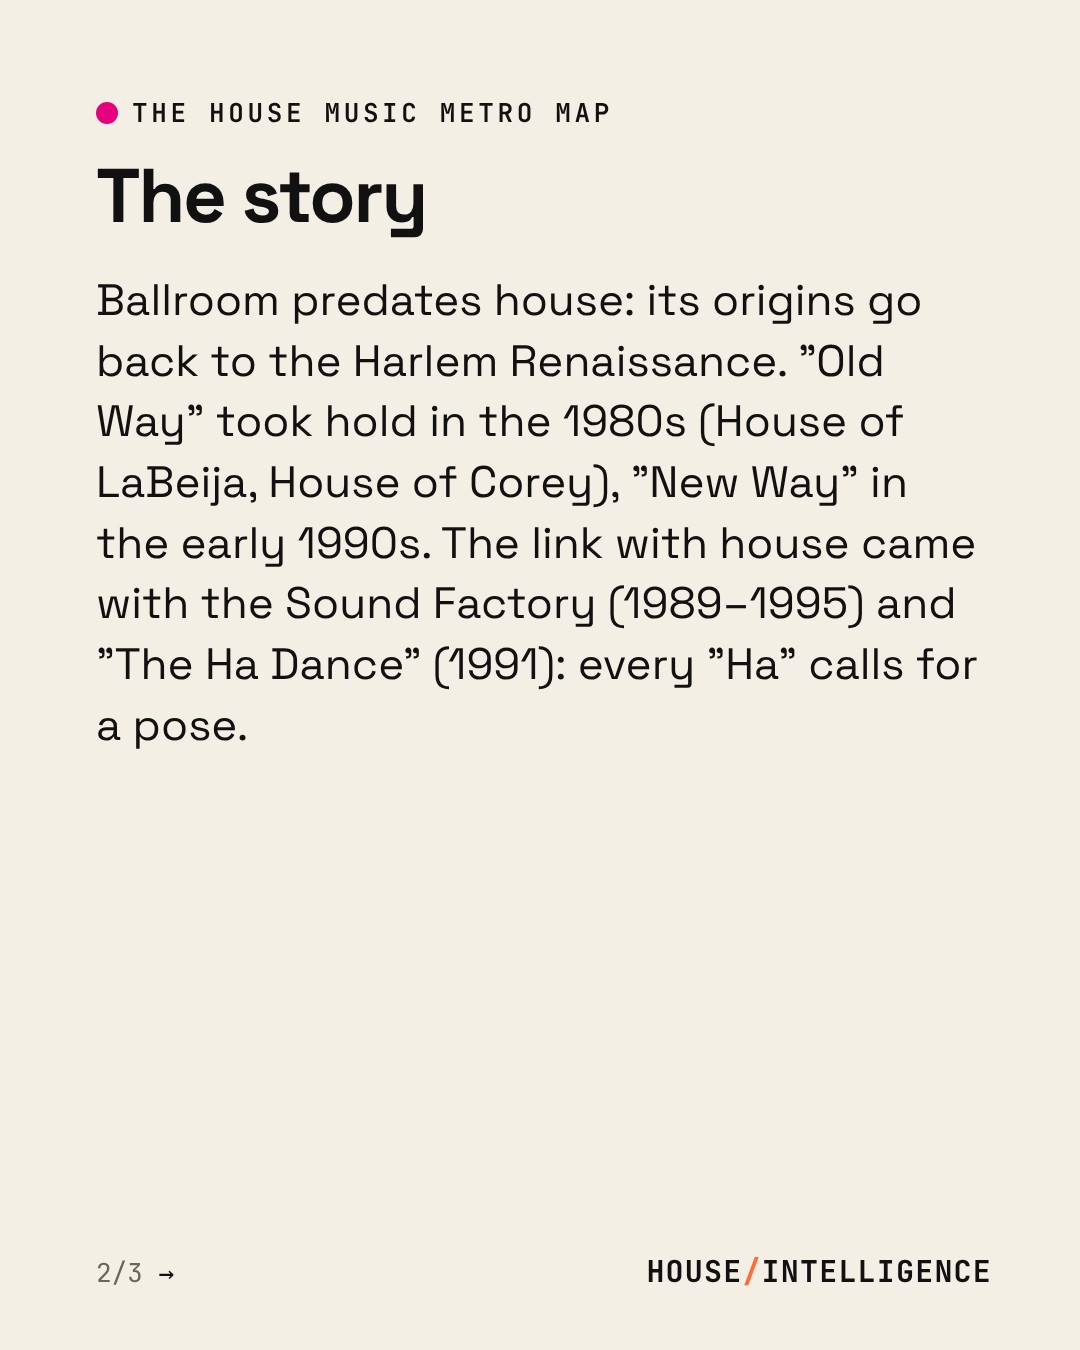 THE HOUSE MUSIC METRO MAP
The story
Ballroom predates house: its origins go
back to the Harlem Renaissance. ”Old
Way” took hold in the 1980s (House of
LaBeija, House of Corey), ”New Way” in
the early 1990s. The link with house came
with the Sound Factory (1989–1995) and
”The Ha Dance” (1991): every ”Ha” calls for
a pose.
2/3 →
HOUSE/INTELLIGENCE